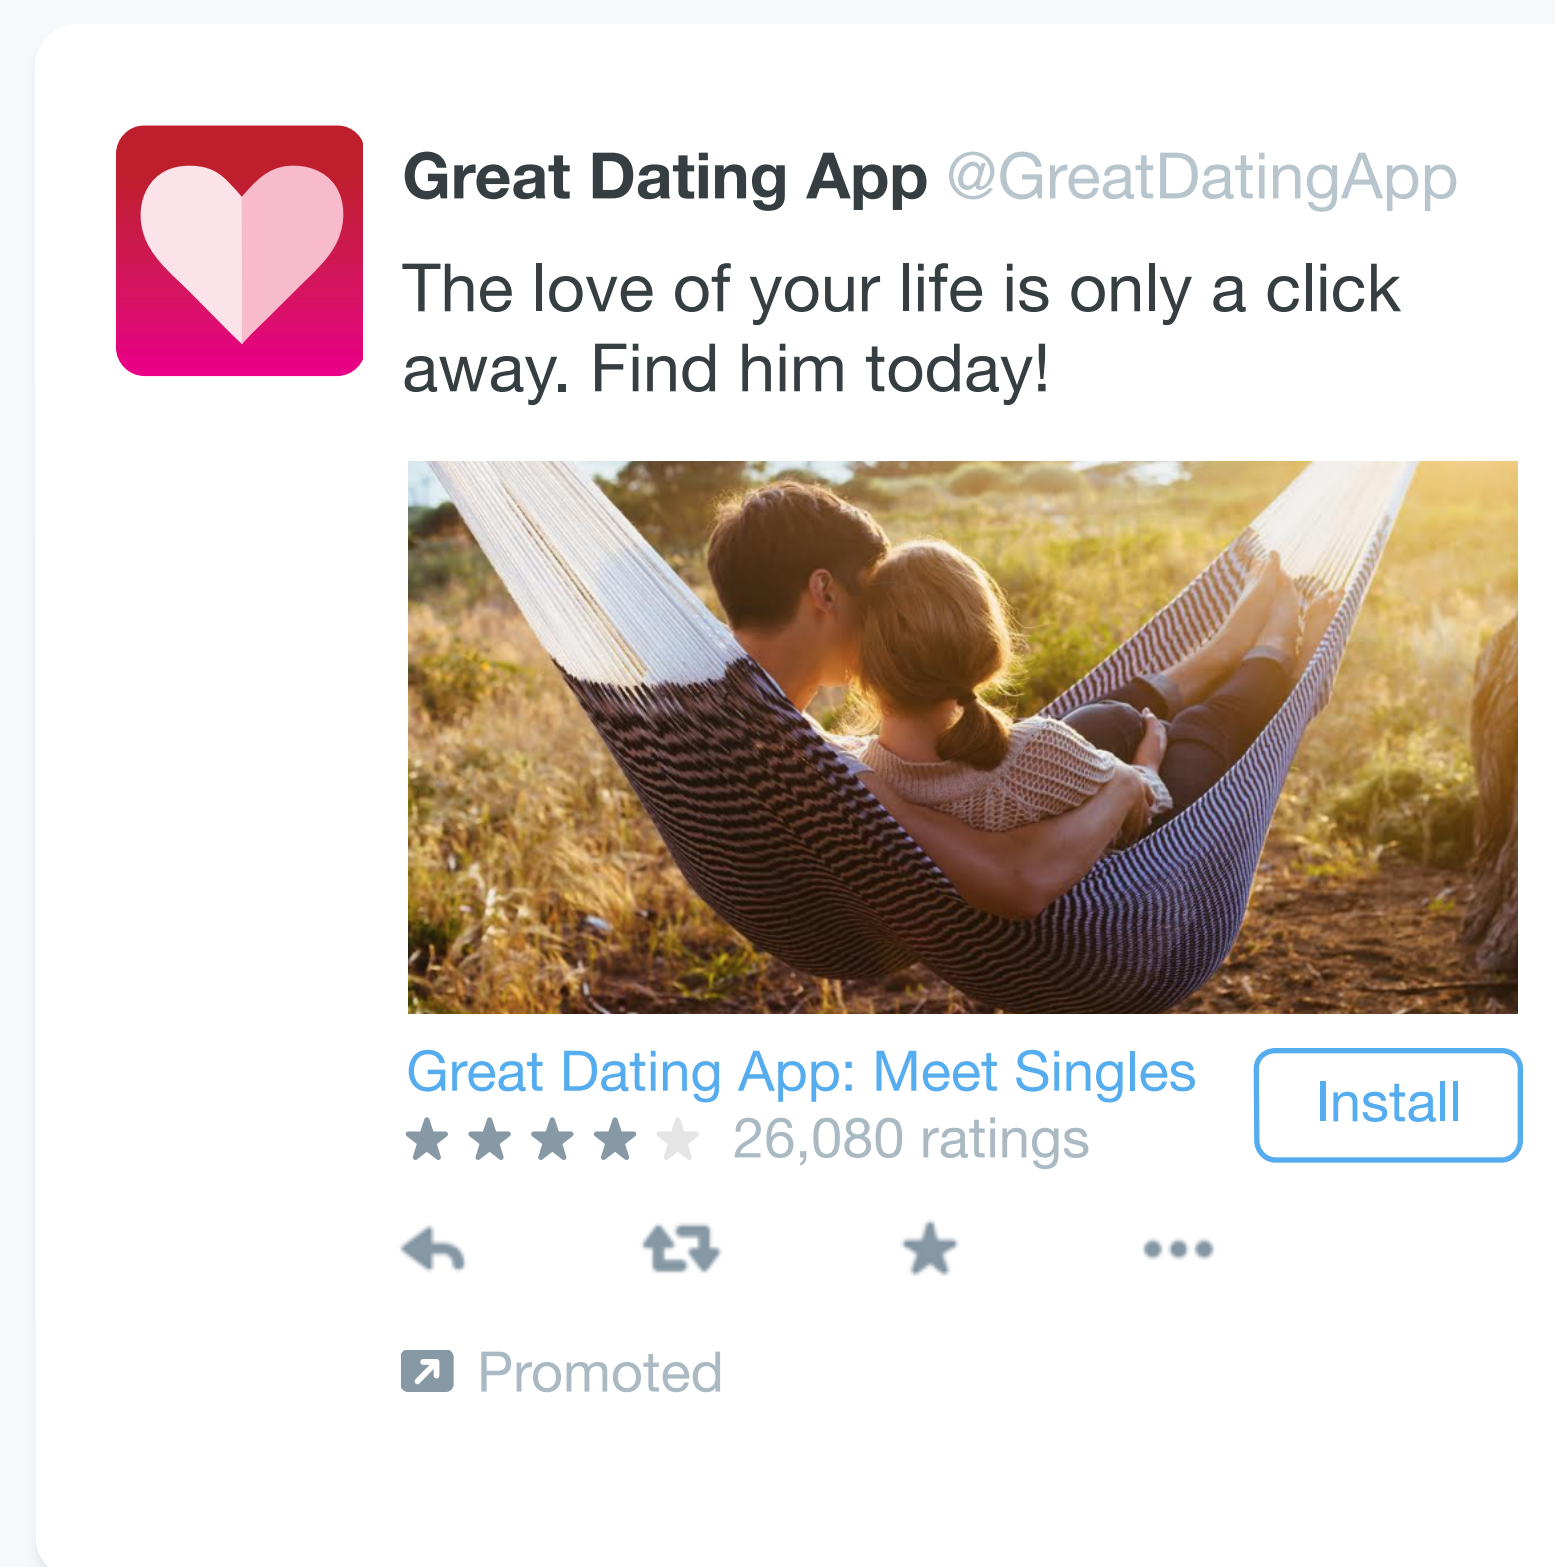 Great Dating App @GreatDatingApp
The love of your life is only a click
away. Find him today!
Great Dating App: Meet Singles
Install
26,080 ratings
Promoted